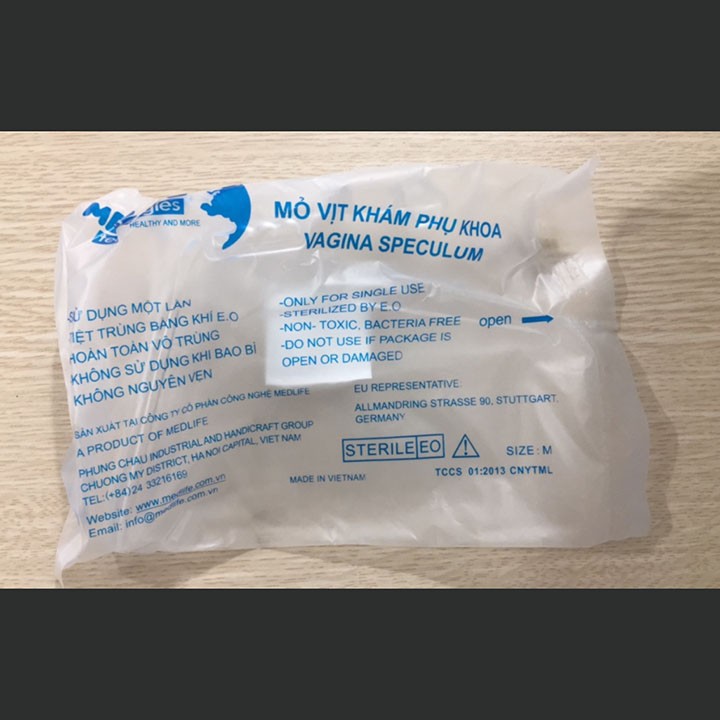 HEALTHY AND MORE
MỎ VỊT KHÁM PHỤ KHOA
VAGINA SPECULUM
-SỬ DỤNG MỘT LẦN
TIỆT TRÙNG BẰNG KHÍ E.O
HOÀN TOÀN VÔ TRÙNG
KHÔNG SỬ DỤNG KHI BAO BÌ
KHÔNG NGUYÊN VẸN
-ONLY FOR SINGLE USE
-STERILIZED BY E.O
-NON- TOXIC, BACTERIA FREE
-DO NOT USE IF PACKAGE IS
OPEN OR DAMAGED
open
SẢN XUẤT TẠI CÔNG TY CỔ PHẦN CÔNG NGHỆ MEDLIFE
A PRODUCT OF MEDLIFE
PHUNG CHAU INDUSTRIAL AND HANDICRAFT GROUP
CHUONG MY DISTRICT, HA NOI CAPITAL, VIET NAM
TEL:(+84)24 33216169
Website: www.medlife.com.vn
Email: info@medlife.com.vn
EU REPRESENTATIVE.
ALLMANDRING STRASSE 90, STUTTGART.
GERMANY
STERILE EO
SIZE: M
MADE IN VIETNAM
TCCS 01:2013 CNYTML